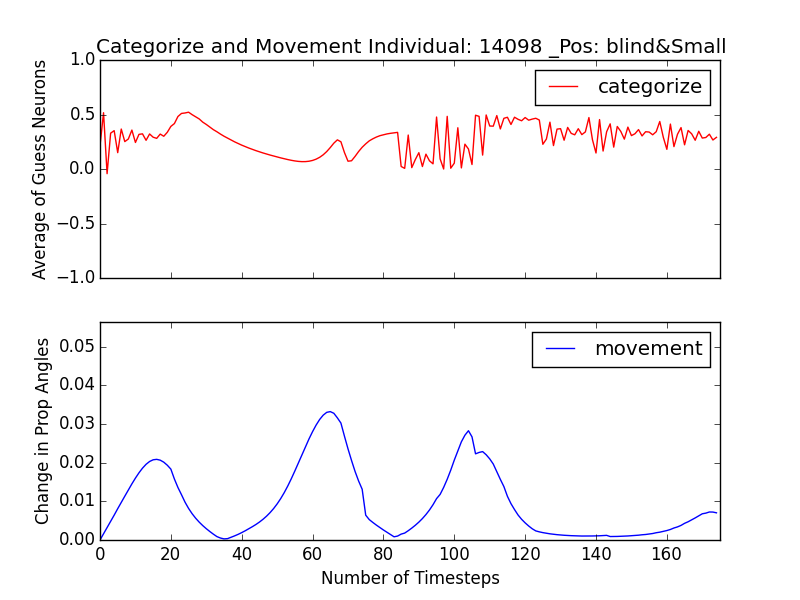 Categorize and Movement Individual: 14098 _Pos: blind&Small
Average of Guess Neurons
1.0
0.5
0.0
−0.5
−1.0
categorize
Change in Prop Angles
0.05
0.04
0.03
0.02
0.01
0.00
movement
0 20 40 60 80 100 120 140 160
Number of Timesteps